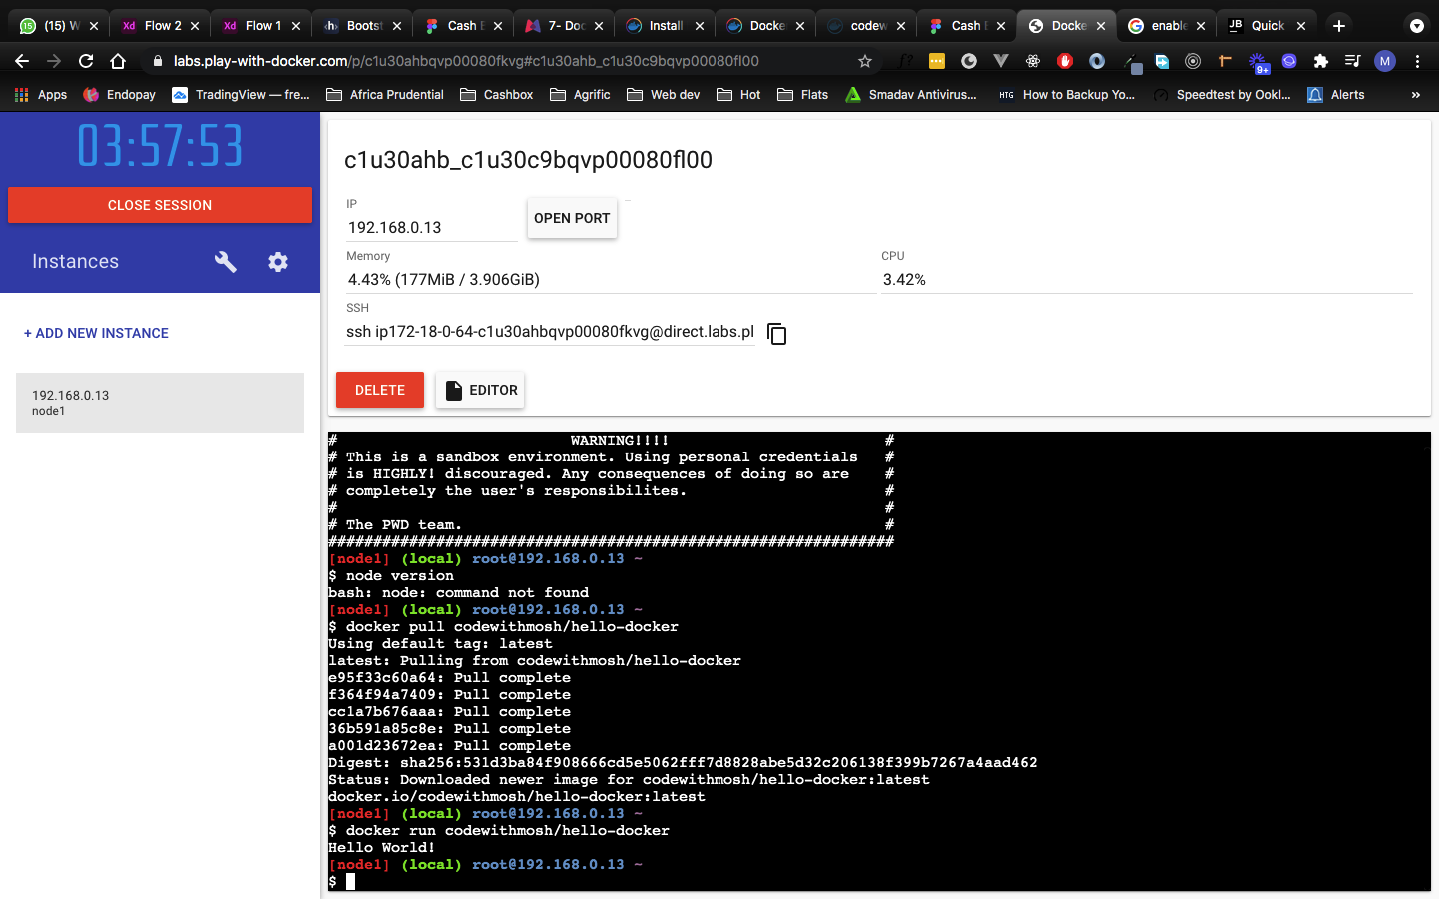 (15) W
Flow 2
Flow 1
Bootst
Cash E
7- Doc
Install
Docke
codew
Cash E
Docke
enable
Quick
labs.play-with-docker.com/p/c1u30ahbqvp00080fkvg#c1u30ahb_c1u30c9bqvp00080fl00
Apps
Endopay
TradingView — fre...
Africa Prudential
Cashbox
Agrific
Web dev
Hot
Flats
Smadav Antivirus...
HTG How to Backup Yo...
Speedtest by Ookl...
Alerts
»
03:57:53
CLOSE SESSION
Instances
+ ADD NEW INSTANCE
192.168.0.13
node1
c1u30ahb_c1u30c9bqvp00080fl00
IP
192.168.0.13
OPEN PORT
Memory
4.43% (177MiB / 3.906GiB)
CPU
3.42%
SSH
ssh ip172-18-0-64-c1u30ahbqvp00080fkvg@direct.labs.pl
DELETE
EDITOR
# WARNING!!!! #
# This is a sandbox environment. Using personal credentials #
# is HIGHLY! discouraged. Any consequences of doing so are #
# completely the user's responsibilites. #
# #
# The PWD team. #
###############################################################
[node1] (local) root@192.168.0.13 ~
$ node version
bash: node: command not found
[node1] (local) root@192.168.0.13 ~
$ docker pull codewithmosh/hello-docker
Using default tag: latest
latest: Pulling from codewithmosh/hello-docker
e95f33c60a64: Pull complete
f364f94a7409: Pull complete
cc1a7b676aaa: Pull complete
36b591a85c8e: Pull complete
a001d23672ea: Pull complete
Digest: sha256:531d3ba84f908666cd5e5062fff7d8828abe5d32c206138f399b7267a4aad462
Status: Downloaded newer image for codewithmosh/hello-docker:latest
docker.io/codewithmosh/hello-docker:latest
[node1] (local) root@192.168.0.13 ~
$ docker run codewithmosh/hello-docker
Hello World!
[node1] (local) root@192.168.0.13 ~
$